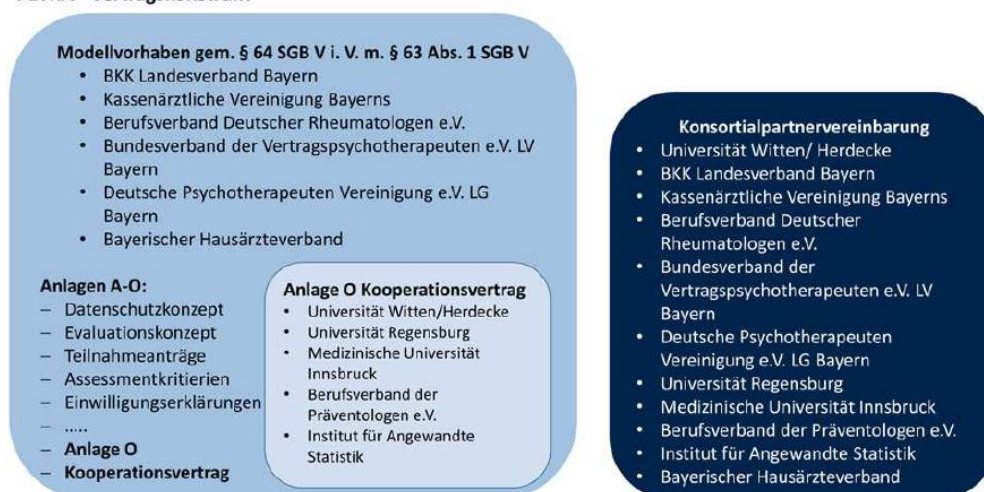 Modellvorhaben gem. § 64 SGB V i. V. m. § 63 Abs. 1 SGB V
• BKK Landesverband Bayern
• Kassenärztliche Vereinigung Bayerns
• Berufsverband Deutscher Rheumatologen e.V.
• Bundesverband der Vertragspsychotherapeuten e.V. LV
Bayern
• Deutsche Psychotherapeuten Vereinigung e.V. LG
Bayern
• Bayerischer Hausärzteverband
Anlagen A-O:
– Datenschutzkonzept
– Evaluationskonzept
– Teilnahmeanträge
– Assessmentkritierien
– Einwilligungserklärungen
– .....
– Anlage O
– Kooperationsvertrag
Anlage O Kooperationsvertrag
• Universität Witten/Herdecke
• Universität Regensburg
• Medizinische Universität
Innsbruck
• Berufsverband der
Präventologen e.V.
• Institut für Angewandte
Statistik
Konsortialpartnervereinbarung
• Universität Witten/ Herdecke
• BKK Landesverband Bayern
• Kassenärztliche Vereinigung Bayerns
• Berufsverband Deutscher
Rheumatologen e.V.
• Bundesverband der
Vertragspsychotherapeuten e.V. LV
Bayern
• Deutsche Psychotherapeuten
Vereinigung e.V. LG Bayern
• Universität Regensburg
• Medizinische Universität Innsbruck
• Berufsverband der Präventologen e.V.
• Institut für Angewandte Statistik
• Bayerischer Hausärzteverband